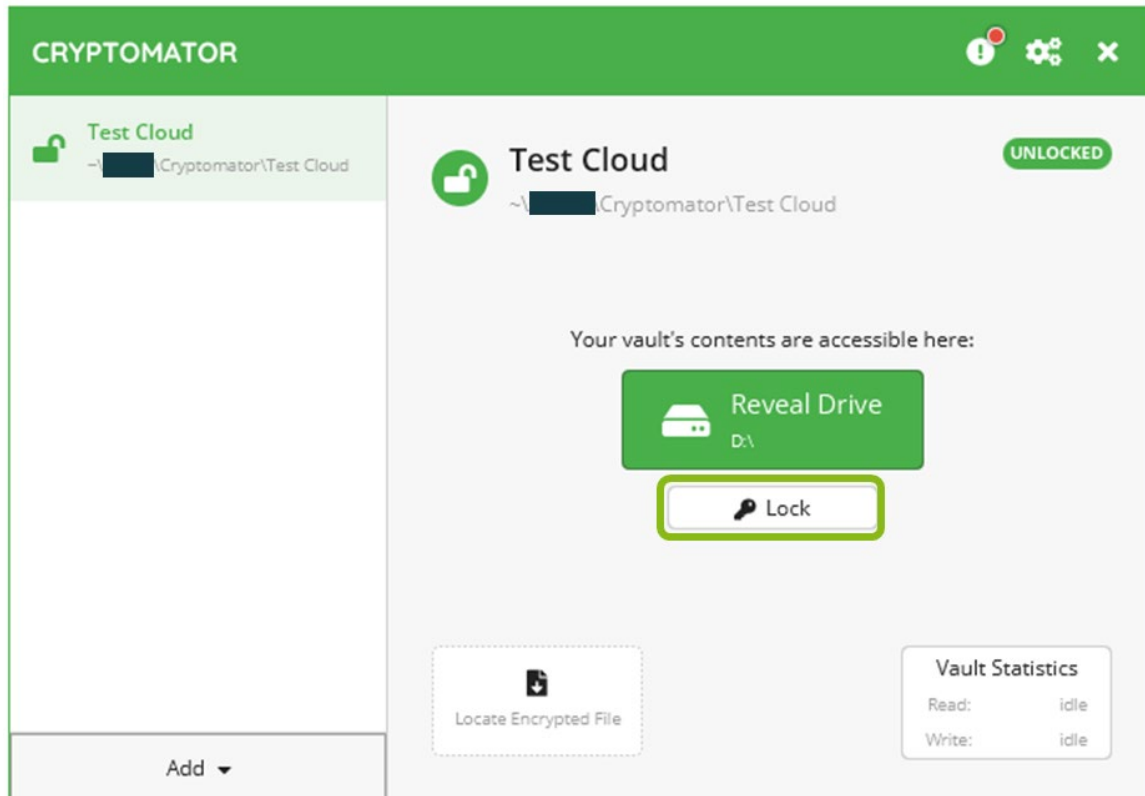 CRYPTOMATOR
Test Cloud
~\ \Cryptomator\Test Cloud
Test Cloud
UNLOCKED
~\ \Cryptomator\Test Cloud
Your vault's contents are accessible here:
Reveal Drive
D:\
Lock
Locate Encrypted File
Vault Statistics
Read: idle
Write: idle
Add